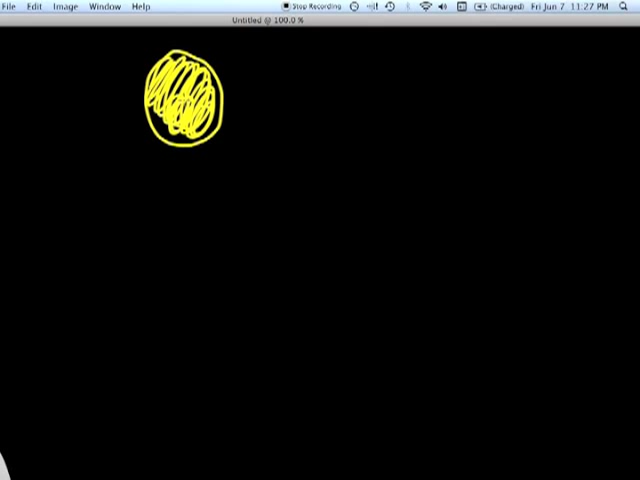 File Edit Image Window Help Stop Recording (Charged) Fri Jun 7 11:27 PM
Untitled @ 100.0 %